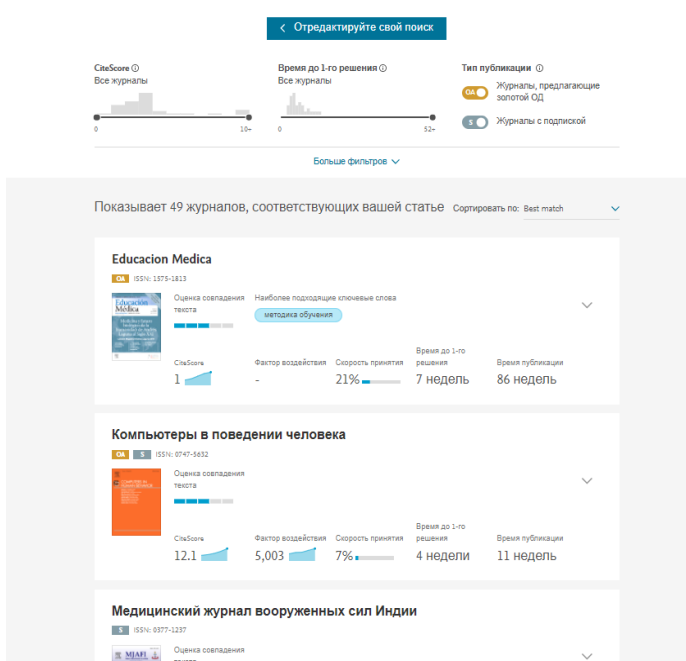 Отредактируйте свой поиск
CiteScore
Все журналы
0 10+
Время до 1-го решения
Все журналы
0 52+
Тип публикации
OA Журналы, предлагающие
золотой ОД
S Журналы с подпиской
Больше фильтров
Показывает 49 журналов, соответствующих вашей статье Сортировать по: Best match
Educacion Medica
OA ISSN: 1575-1813
Educación
Médica
Оценка совпадения
текста
Наиболее подходящие ключевые слова
методика обучения
CiteScore
1
Фактор воздействия
-
Скорость принятия
21%
Время до 1-го
решения
7 недель
Время публикации
86 недель
Компьютеры в поведении человека
OA S ISSN: 0747-5632
Оценка совпадения
текста
CiteScore
12.1
Фактор воздействия
5,003
Скорость принятия
7%
Время до 1-го
решения
4 недели
Время публикации
11 недель
Медицинский журнал вооруженных сил Индии
S ISSN: 0377-1237
MJAFI
Оценка совпадения